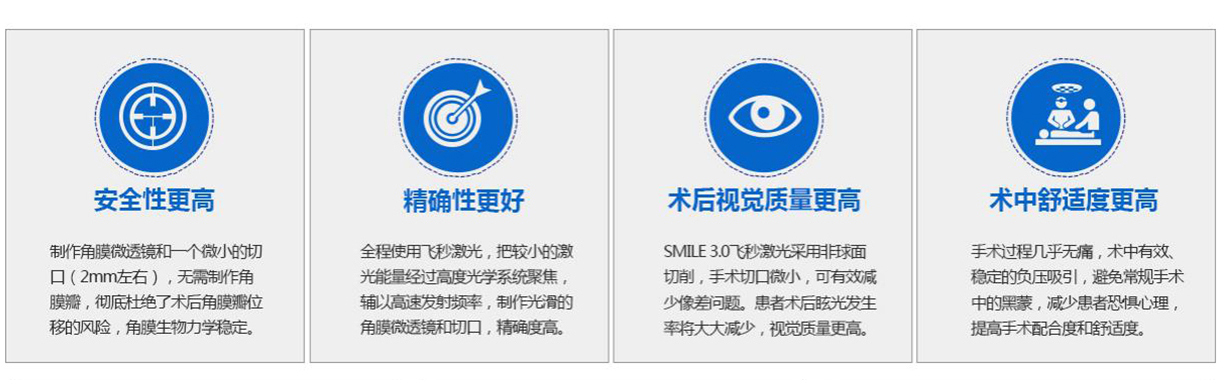 安全性更高
制作角膜微透镜和一个微小的切
口（2mm左右），无需制作角
膜瓣，彻底杜绝了术后角膜瓣位
移的风险，角膜生物力学稳定。
精确性更好
全程使用飞秒激光，把较小的激
光能量经过高度光学系统聚焦，
辅以高速发射频率，制作光滑的
角膜微透镜和切口，精确度高。
术后视觉质量更高
SMILE 3.0飞秒激光采用非球面
切削，手术切口微小，可有效减
少像差问题。患者术后眩光发生
率将大大减少，视觉质量更高。
术中舒适度更高
手术过程几乎无痛，术中有效、
稳定的负压吸引，避免常规手术
中的黑蒙，减少患者恐惧心理，
提高手术配合度和舒适度。